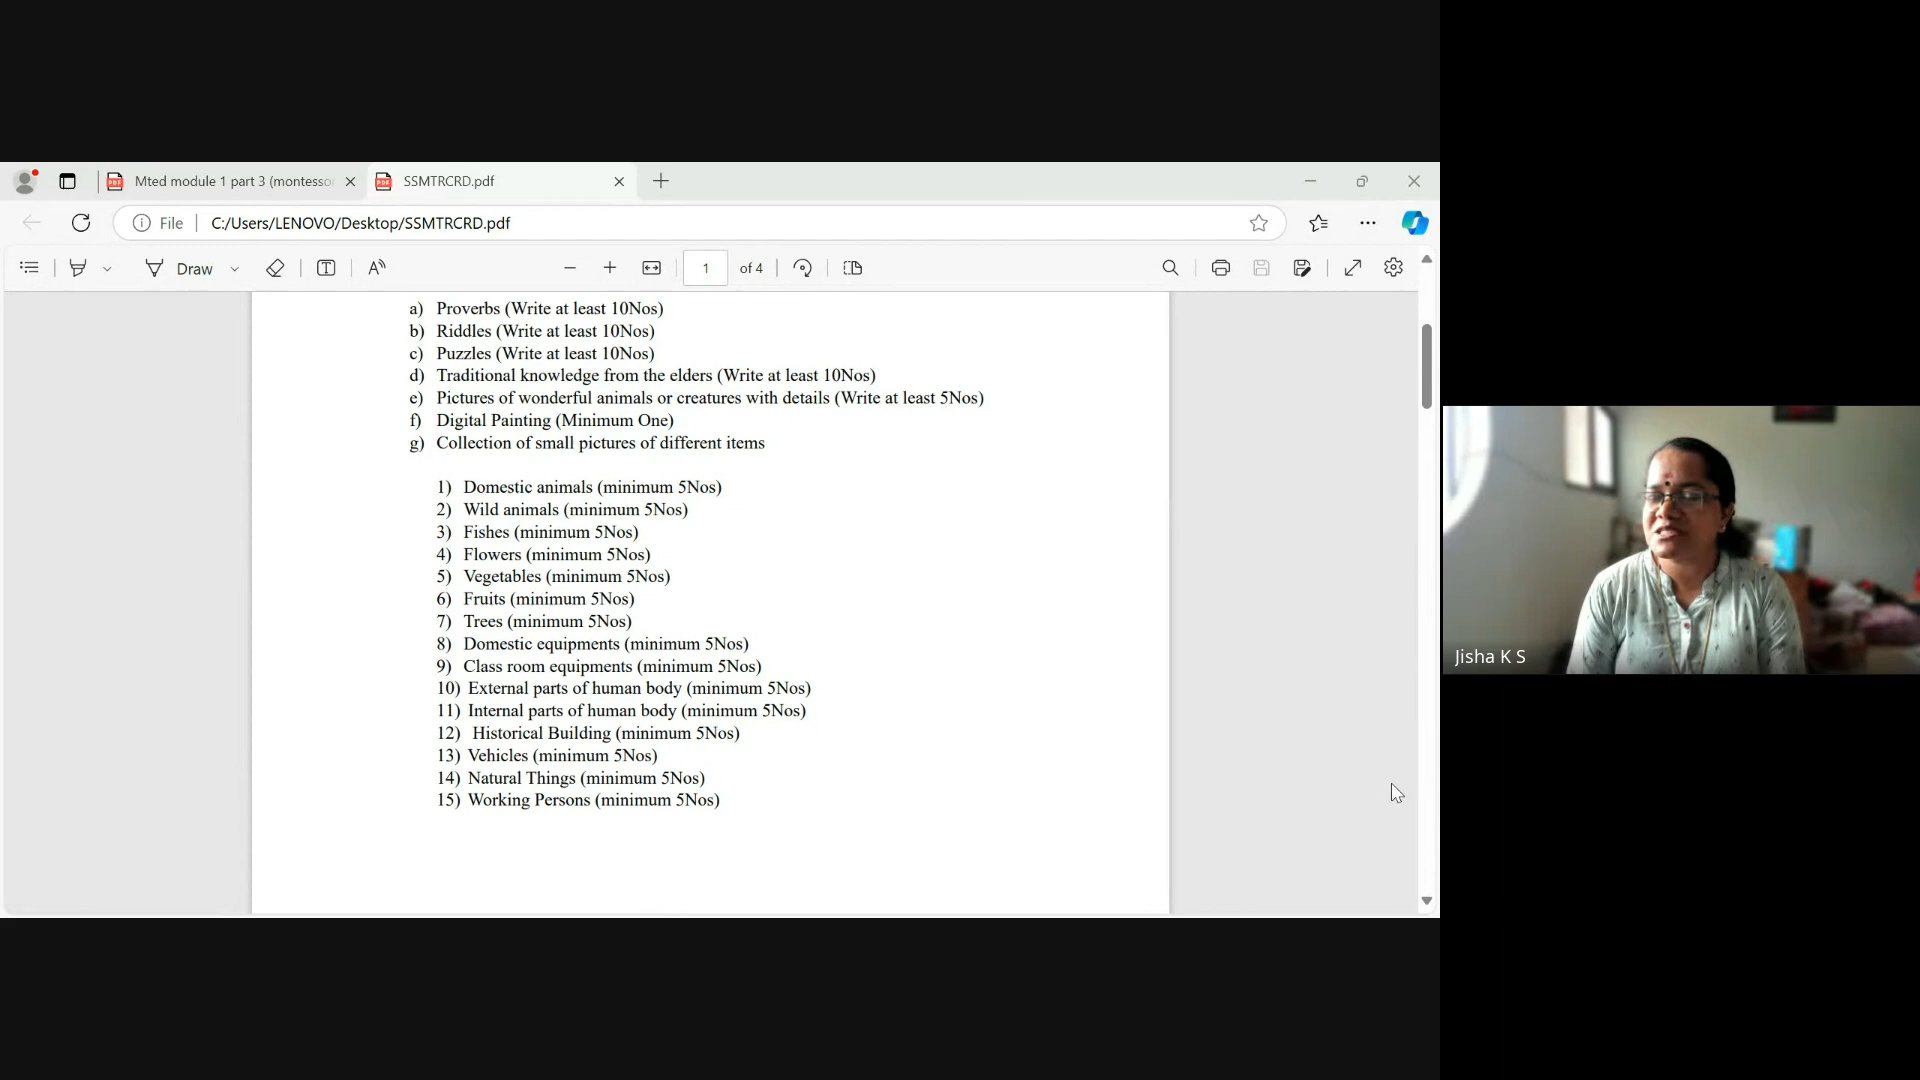 Mted module 1 part 3 (montesso
SSMTRCRD.pdf
File
C:/Users/LENOVO/Desktop/SSMTRCRD.pdf
Draw
1 of 4
a) Proverbs (Write at least 10Nos)
b) Riddles (Write at least 10Nos)
c) Puzzles (Write at least 10Nos)
d) Traditional knowledge from the elders (Write at least 10Nos)
e) Pictures of wonderful animals or creatures with details (Write at least 5Nos)
f) Digital Painting (Minimum One)
g) Collection of small pictures of different items
1) Domestic animals (minimum 5Nos)
2) Wild animals (minimum 5Nos)
3) Fishes (minimum 5Nos)
4) Flowers (minimum 5Nos)
5) Vegetables (minimum 5Nos)
6) Fruits (minimum 5Nos)
7) Trees (minimum 5Nos)
8) Domestic equipments (minimum 5Nos)
9) Class room equipments (minimum 5Nos)
10) External parts of human body (minimum 5Nos)
11) Internal parts of human body (minimum 5Nos)
12) Historical Building (minimum 5Nos)
13) Vehicles (minimum 5Nos)
14) Natural Things (minimum 5Nos)
15) Working Persons (minimum 5Nos)
Jisha K S